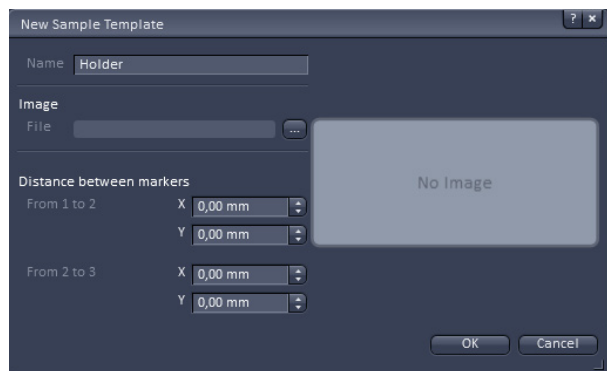 New Sample Template
? ×
Name Holder
Image
File ...
No Image
Distance between markers
From 1 to 2 X 0,00 mm
Y 0,00 mm
From 2 to 3 X 0,00 mm
Y 0,00 mm
OK Cancel